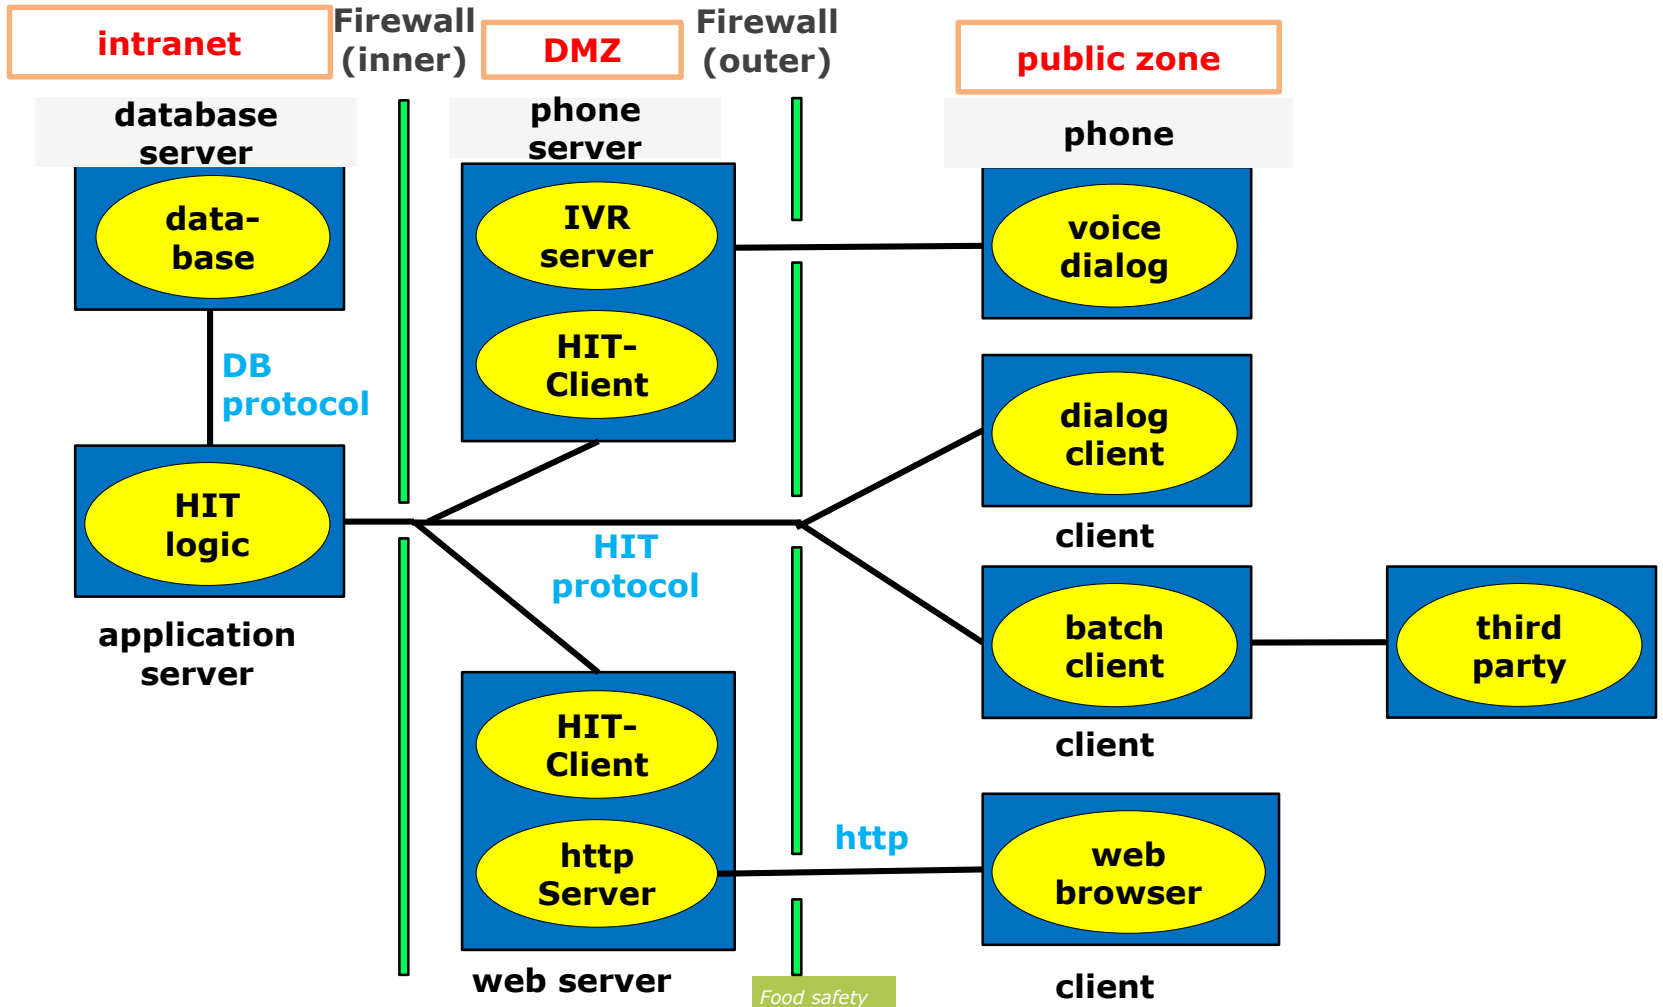 intranet
Firewall
(inner)
DMZ
Firewall
(outer)
public zone
database
server
phone
server
phone
data-
base
IVR
server
voice
dialog
DB
protocol
HIT-
Client
dialog
client
client
HIT
logic
application
server
HIT
protocol
batch
client
client
third
party
HIT-
Client
http
Server
web server
http
web
browser
client
Food safety